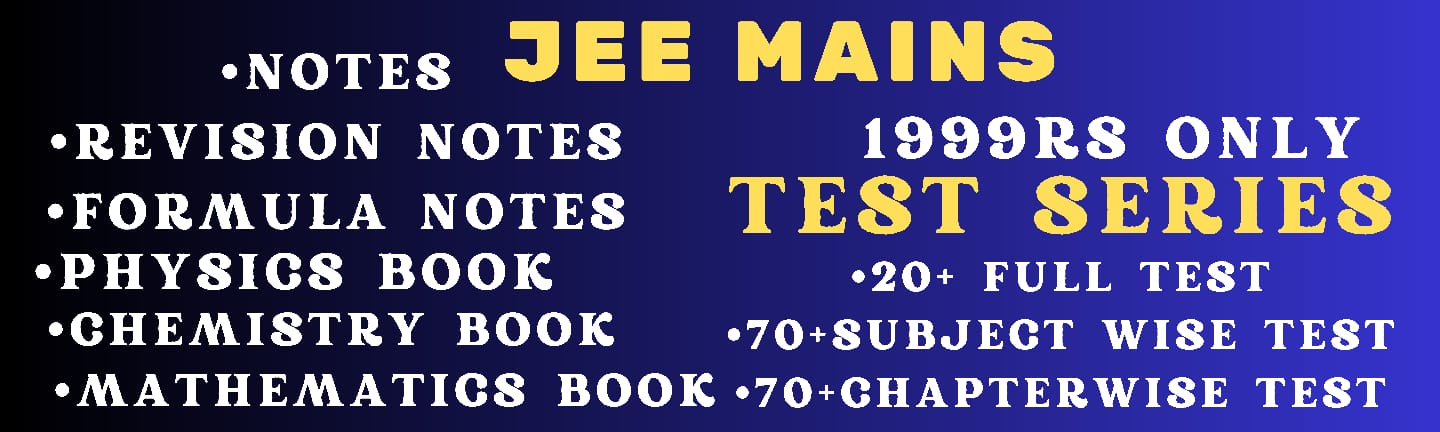 JEE MAINS
•NOTES
•REVISION NOTES
•FORMULA NOTES
•PHYSICS BOOK
•CHEMISTRY BOOK
•MATHEMATICS BOOK
1999RS ONLY
TEST SERIES
•20+ FULL TEST
•70+SUBJECT WISE TEST
•70+CHAPTERWISE TEST